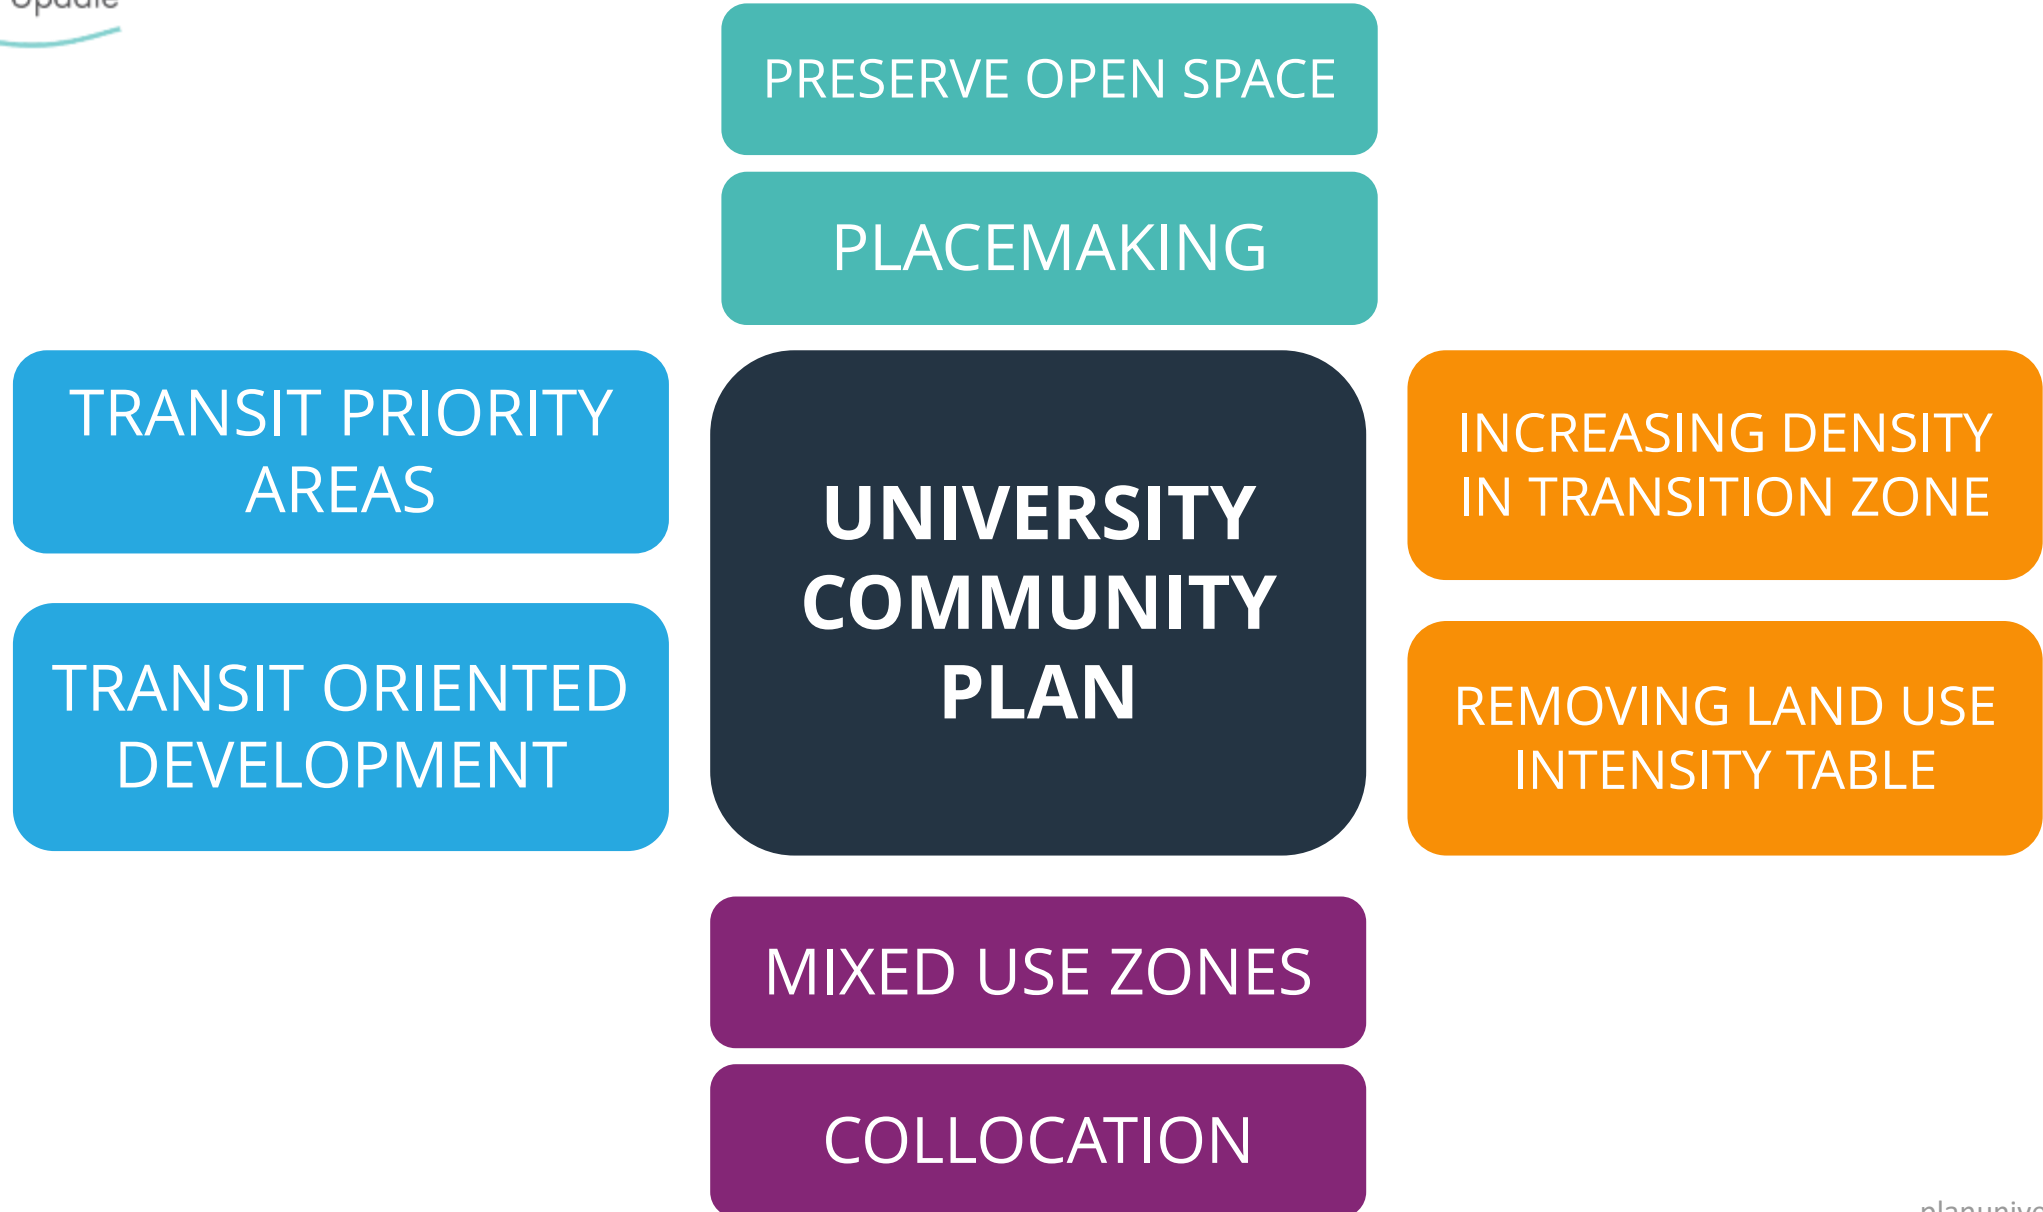 Update
PRESERVE OPEN SPACE
PLACEMAKING
TRANSIT PRIORITY
AREAS
TRANSIT ORIENTED
DEVELOPMENT
UNIVERSITY
COMMUNITY
PLAN
INCREASING DENSITY
IN TRANSITION ZONE
REMOVING LAND USE
INTENSITY TABLE
MIXED USE ZONES
COLLOCATION